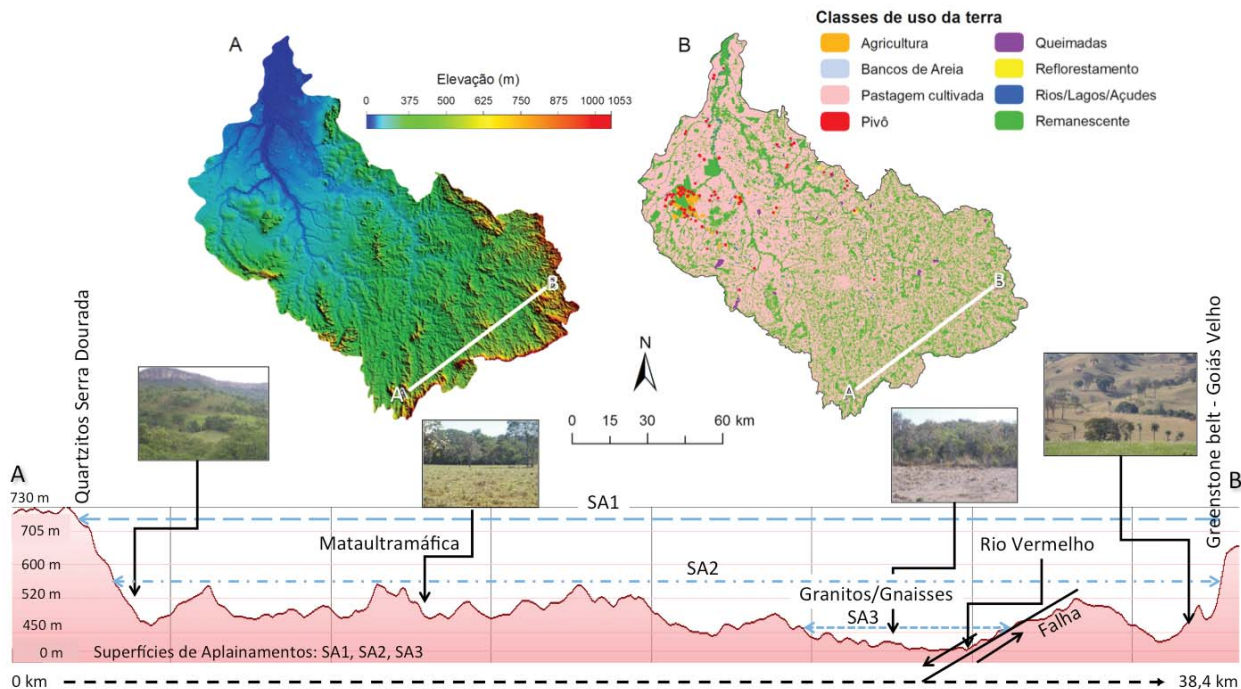 A
Elevação (m)
0 375 500 625 750 875 1000 1053
B
Classes de uso da terra
Agricultura
Bancos de Areia
Pastagem cultivada
Pivô
Queimadas
Reflorestamento
Rios/Lagos/Açudes
Remanescente
B
A
B
A
N
0 15 30 60 km
Quartzitos Serra Dourada
Greenstone belt - Goiás Velho
A
B
730 m
705 m
600 m
520 m
450 m
0 m
SA1
Mataultramáfica
SA2
Rio Vermelho
Granitos/Gnaisses
SA3
Falha
Superfícies de Aplainamentos: SA1, SA2, SA3
0 km
38,4 km